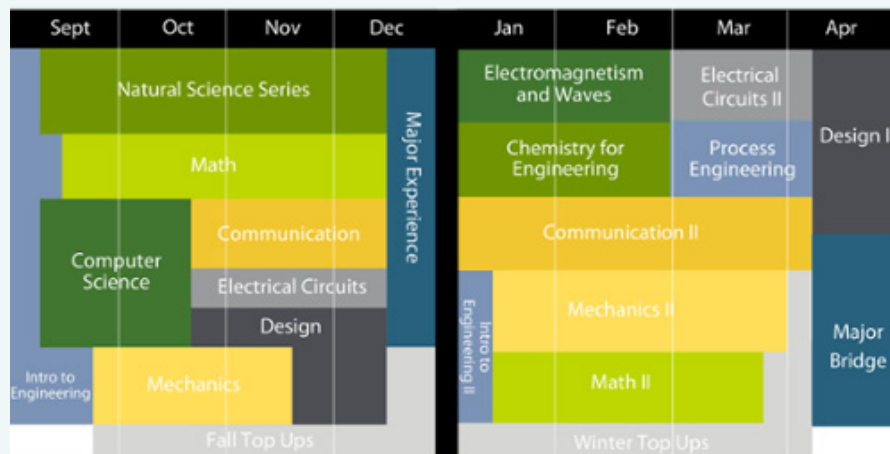 Sept Oct Nov Dec Jan Feb Mar Apr
Natural Science Series
Math
Computer
Science
Communication
Electrical Circuits
Design
Intro to
Engineering
Mechanics
Fall Top Ups
Major Experience
Electromagnetism
and Waves
Electrical
Circuits II
Chemistry for
Engineering
Process
Engineering
Communication II
Intro to
Engineering II
Mechanics II
Math II
Winter Top Ups
Design I
Major
Bridge